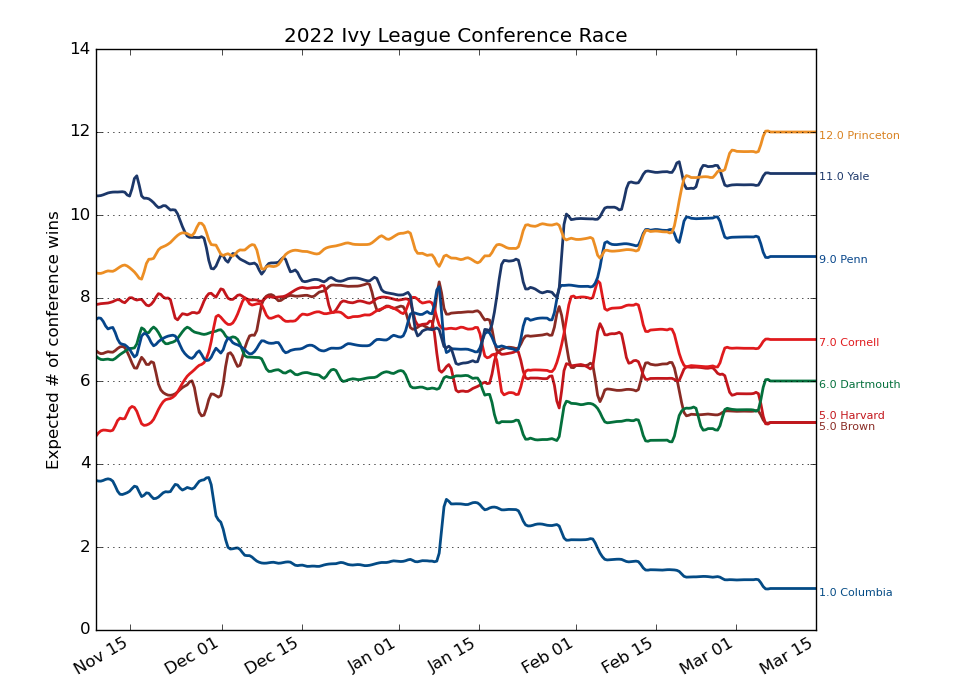 2022 Ivy League Conference Race
Expected # of conference wins
14
12
10
8
6
4
2
0
12.0 Princeton
11.0 Yale
9.0 Penn
7.0 Cornell
6.0 Dartmouth
5.0 Harvard
5.0 Brown
1.0 Columbia
Nov 15
Dec 01
Dec 15
Jan 01
Jan 15
Feb 01
Feb 15
Mar 01
Mar 15